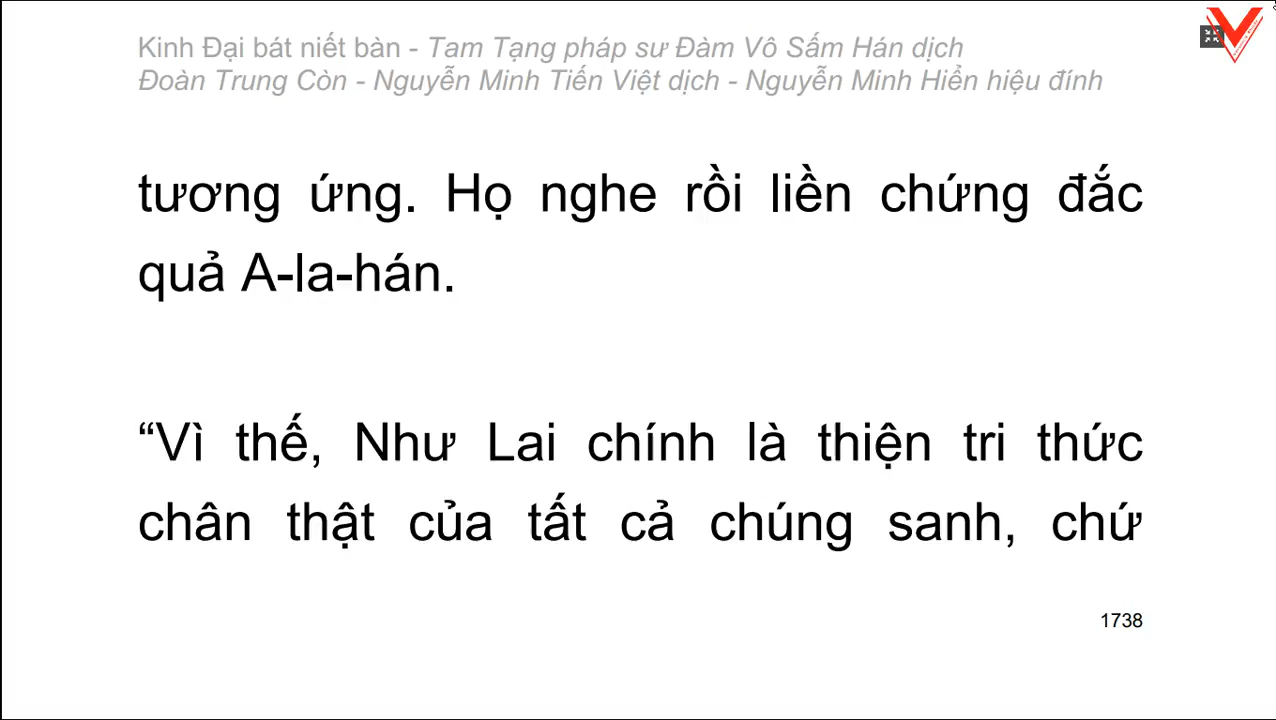 Kinh Đại bát niết bàn - Tam Tạng pháp sư Đàm Vô Sấm Hán dịch
Đoàn Trung Còn - Nguyễn Minh Tiến Việt dịch - Nguyễn Minh Hiển hiệu đính
tương ứng. Họ nghe rồi liền chứng đắc
quả A-la-hán.
“Vì thế, Như Lai chính là thiện tri thức
chân thật của tất cả chúng sanh, chứ
1738